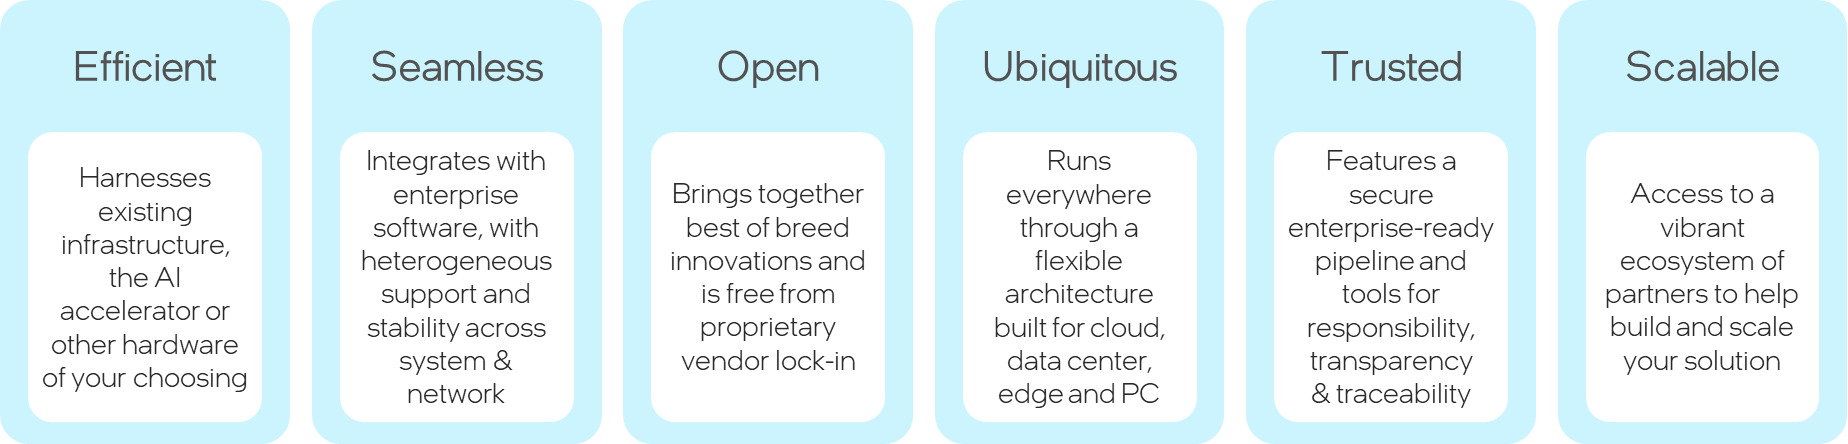 Efficient
Harnesses
existing
infrastructure,
the AI
accelerator or
other hardware
of your choosing
Seamless
Integrates with
enterprise
software, with
heterogeneous
support and
stability across
system &
network
Open
Brings together
best of breed
innovations and
is free from
proprietary
vendor lock-in
Ubiquitous
Runs
everywhere
through a
flexible
architecture
built for cloud,
data center,
edge and PC
Trusted
Features a
secure
enterprise-ready
pipeline and
tools for
responsibility,
transparency
& traceability
Scalable
Access to a
vibrant
ecosystem of
partners to help
build and scale
your solution